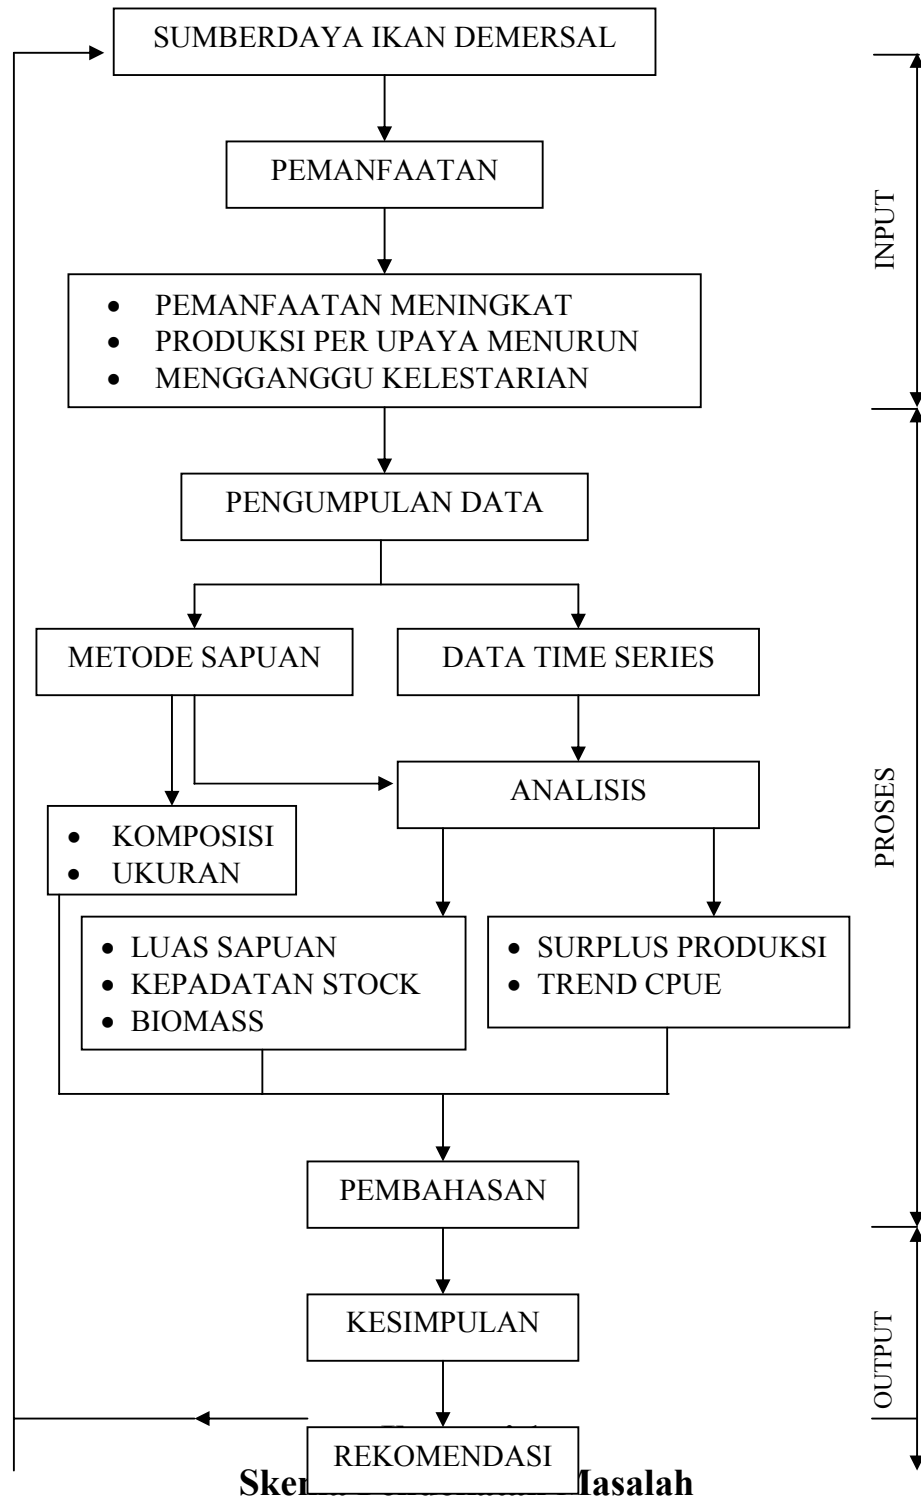 SUMBERDAYA IKAN DEMERSAL
PEMANFAATAN
INPUT
• PEMANFAATAN MENINGKAT
• PRODUKSI PER UPAYA MENURUN
• MENGGANGGU KELESTARIAN
PENGUMPULAN DATA
METODE SAPUAN
DATA TIME SERIES
ANALISIS
PROSES
• KOMPOSISI
• UKURAN
• LUAS SAPUAN
• KEPADATAN STOCK
• BIOMASS
• SURPLUS PRODUKSI
• TREND CPUE
PEMBAHASAN
KESIMPULAN
OUTPUT
REKOMENDASI
Masalah